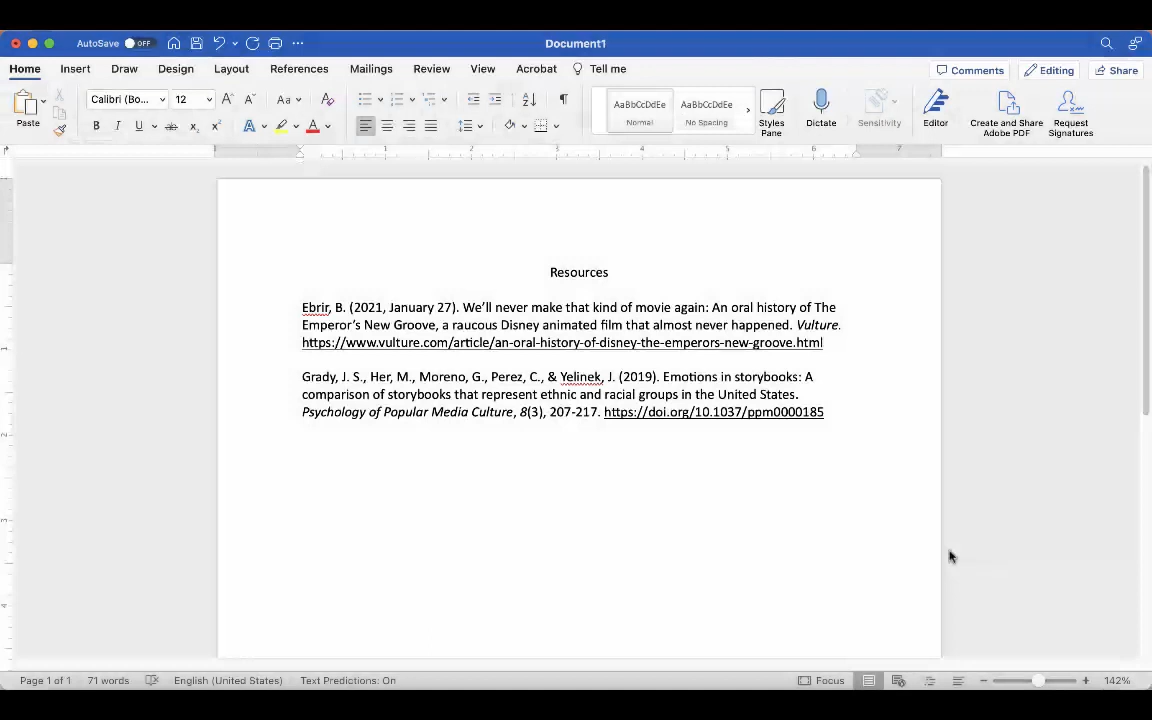 AutoSave OFF
Document1
Home Insert Draw Design Layout References Mailings Review View Acrobat Tell me
Comments Editing Share
Paste
Calibri (Bo... 12
AaBbCcDdEe AaBbCcDdEe
Normal No Spacing
Styles Pane
Dictate
Sensitivity
Editor
Create and Share Adobe PDF
Request Signatures
1 2 3 4 5 6 7
Resources
Ebrir, B. (2021, January 27). We’ll never make that kind of movie again: An oral history of The
Emperor’s New Groove, a raucous Disney animated film that almost never happened. Vulture.
https://www.vulture.com/article/an-oral-history-of-disney-the-emperors-new-groove.html
Grady, J. S., Her, M., Moreno, G., Perez, C., & Yelinek, J. (2019). Emotions in storybooks: A
comparison of storybooks that represent ethnic and racial groups in the United States.
Psychology of Popular Media Culture, 8(3), 207-217. https://doi.org/10.1037/ppm0000185
Page 1 of 1 71 words English (United States) Text Predictions: On Focus 142%